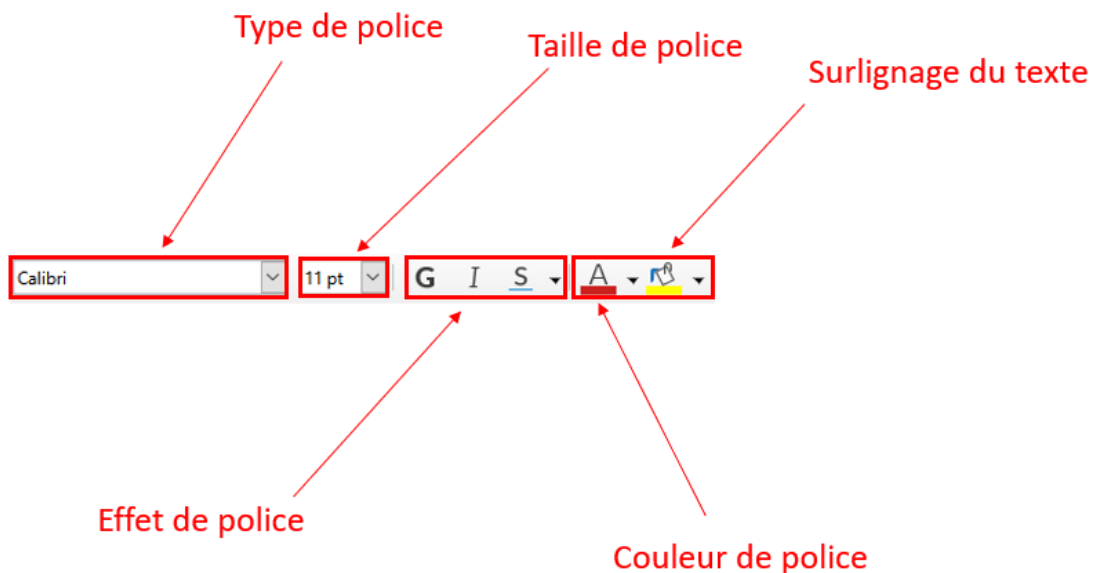 Type de police
Taille de police
Surlignage du texte
Calibri 11 pt G I S A
Effet de police
Couleur de police